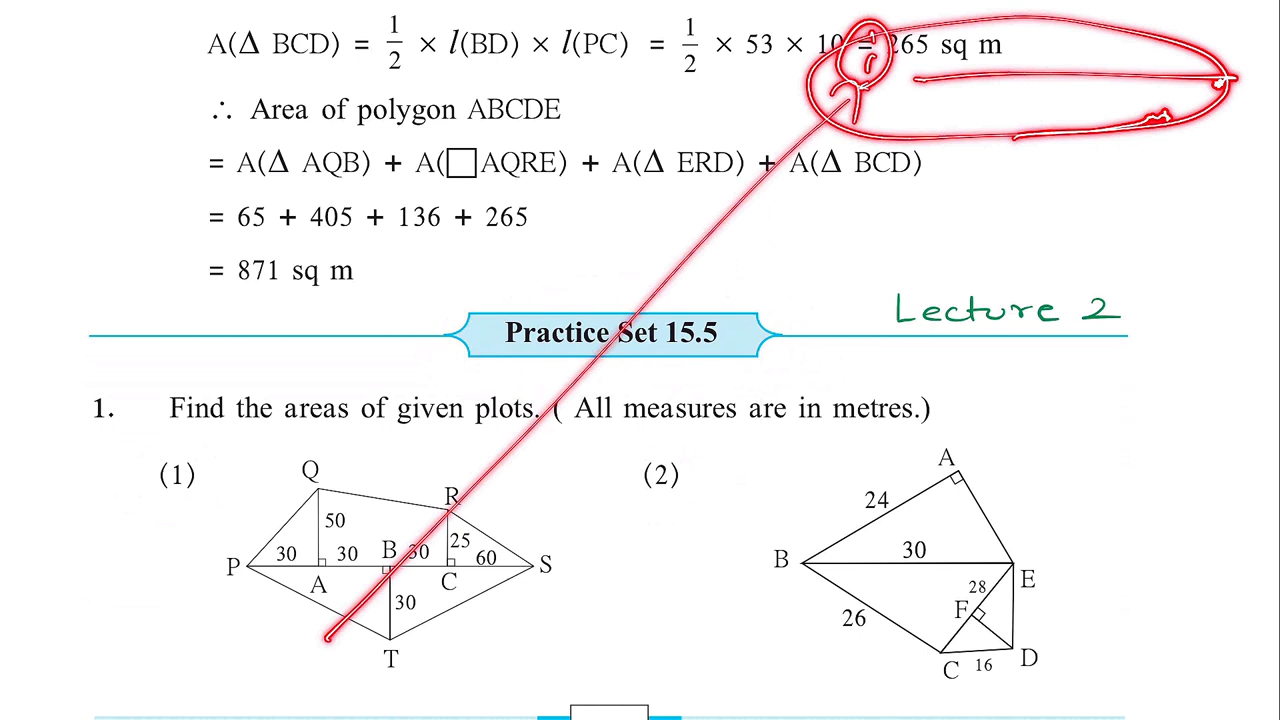 A(Δ BCD) = 1/2 × l(BD) × l(PC) = 1/2 × 53 × 10 = 265 sq m
∴ Area of polygon ABCDE
= A(Δ AQB) + A(□AQRE) + A(Δ ERD) + A(Δ BCD)
= 65 + 405 + 136 + 265
= 871 sq m
Lecture 2
Practice Set 15.5
1. Find the areas of given plots. ( All measures are in metres.)
(1)
Q
R
50
25
P 30 30 B 30 60 S
A C
30
T
(2)
A
24
B 30 E
28
26 F
C 16 D